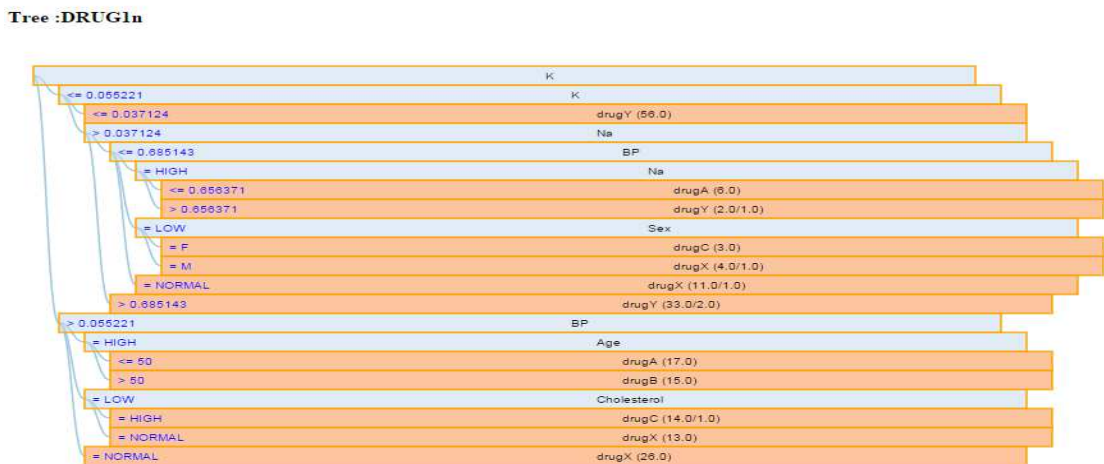 Tree :DRUG1n
K
<= 0.055221 K
<= 0.037124 drugY (56.0)
> 0.037124 Na
<= 0.685143 BP
= HIGH Na
<= 0.656371 drugA (6.0)
> 0.656371 drugY (2.0/1.0)
= LOW Sex
= F drugC (3.0)
= M drugX (4.0/1.0)
= NORMAL drugX (11.0/1.0)
> 0.685143 drugY (33.0/2.0)
> 0.055221 BP
= HIGH Age
<= 50 drugA (17.0)
> 50 drugB (15.0)
= LOW Cholesterol
= HIGH drugC (14.0/1.0)
= NORMAL drugX (13.0)
= NORMAL drugX (26.0)